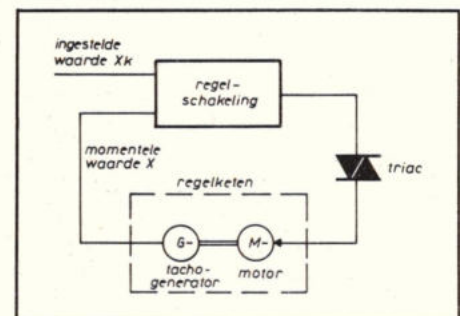 ingestelde
waarde Xk
regel-
schakeling
momentele
waarde X
triac
regelketen
G-
M-
tacho-
generator
motor